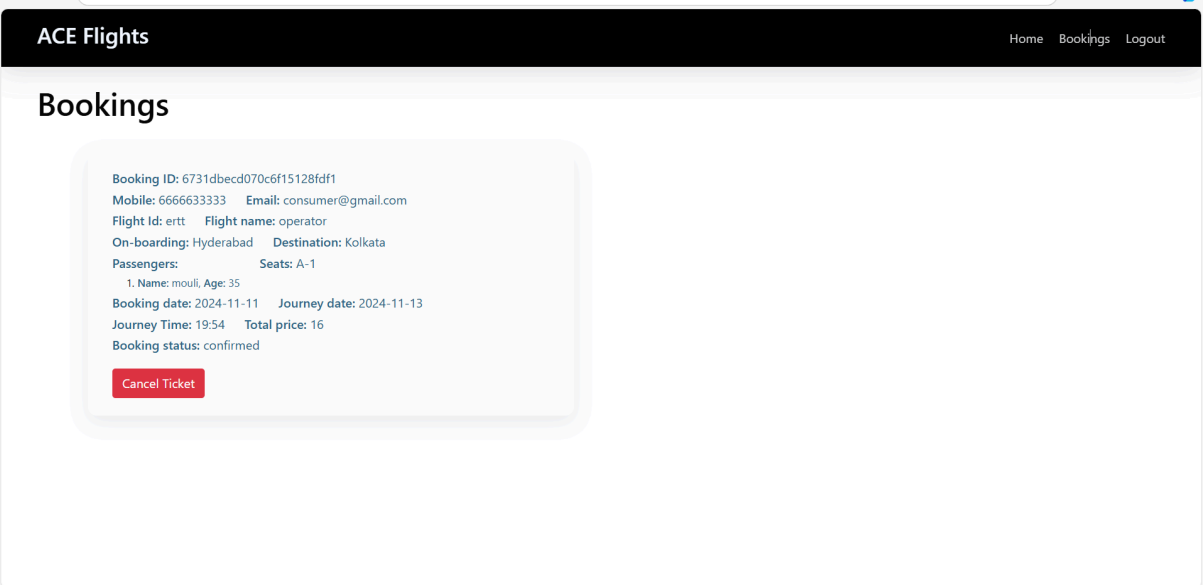 ACE Flights
Home Bookings Logout
Bookings
Booking ID: 6731dbecd070c6f15128fdf1
Mobile: 6666633333 Email: consumer@gmail.com
Flight Id: ertt Flight name: operator
On-boarding: Hyderabad Destination: Kolkata
Passengers: Seats: A-1
1. Name: mouli, Age: 35
Booking date: 2024-11-11 Journey date: 2024-11-13
Journey Time: 19:54 Total price: 16
Booking status: confirmed
Cancel Ticket